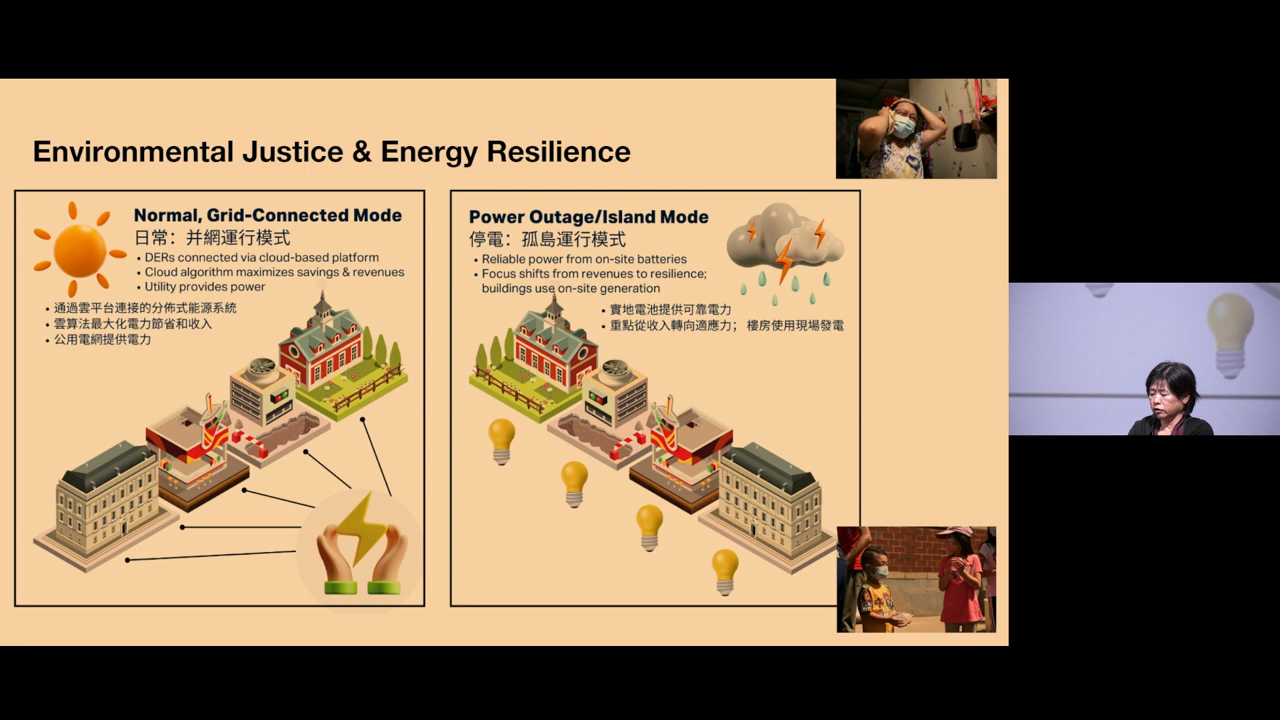 Environmental Justice & Energy Resilience
Normal, Grid-Connected Mode
日常：并網運行模式
• DERs connected via cloud-based platform
• Cloud algorithm maximizes savings & revenues
• Utility provides power
• 通過雲平台連接的分佈式能源系統
• 雲算法最大化電力節省和收入
• 公用電網提供電力
Power Outage/Island Mode
停電：孤島運行模式
• Reliable power from on-site batteries
• Focus shifts from revenues to resilience;
buildings use on-site generation
• 實地電池提供可靠電力
• 重點從收入轉向適應力； 樓房使用現場發電